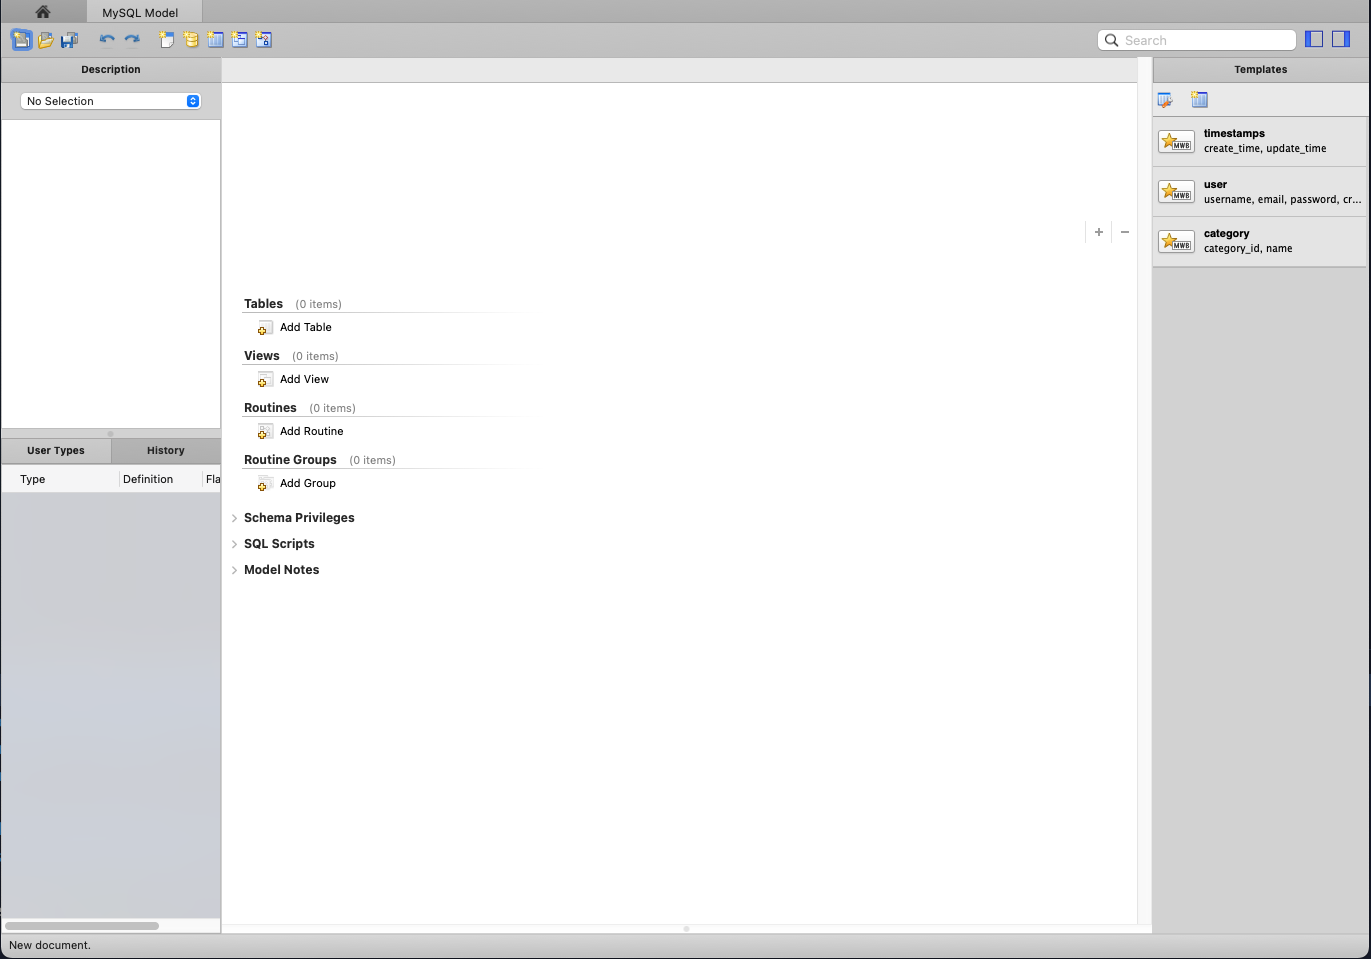 MySQL Model
Search
Description
No Selection
User Types
History
Type
Definition
Fla
Tables (0 items)
Add Table
Views (0 items)
Add View
Routines (0 items)
Add Routine
Routine Groups (0 items)
Add Group
Schema Privileges
SQL Scripts
Model Notes
Templates
MWB
timestamps
create_time, update_time
MWB
user
username, email, password, cr...
MWB
category
category_id, name
New document.